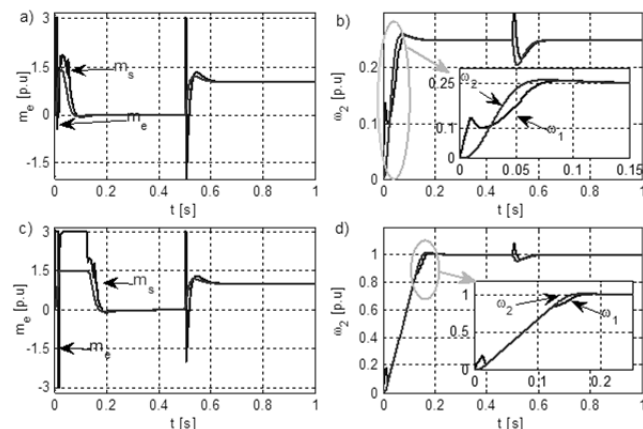 a)
3
1.5
0
-1.5
m_e [p.u]
m_s
m_e
0 0.2 0.4 0.6 0.8 1
t [s]
b)
0.2
0.1
0
ω_2 [p.u]
0.25
0.1
0
ω_2
ω_1
0 0.05 0.1 0.15
0 0.2 0.4 0.6 0.8 1
t [s]
c)
3
1.5
0
-1.5
-3
m_e [p.u]
m_s
m_e
0 0.2 0.4 0.6 0.8 1
t [s]
d)
1
0.8
0.6
0.4
0.2
0
ω_2 [p.u]
1
0.5
0
ω_2
ω_1
0 0.1 0.2
0 0.2 0.4 0.6 0.8 1
t [s]